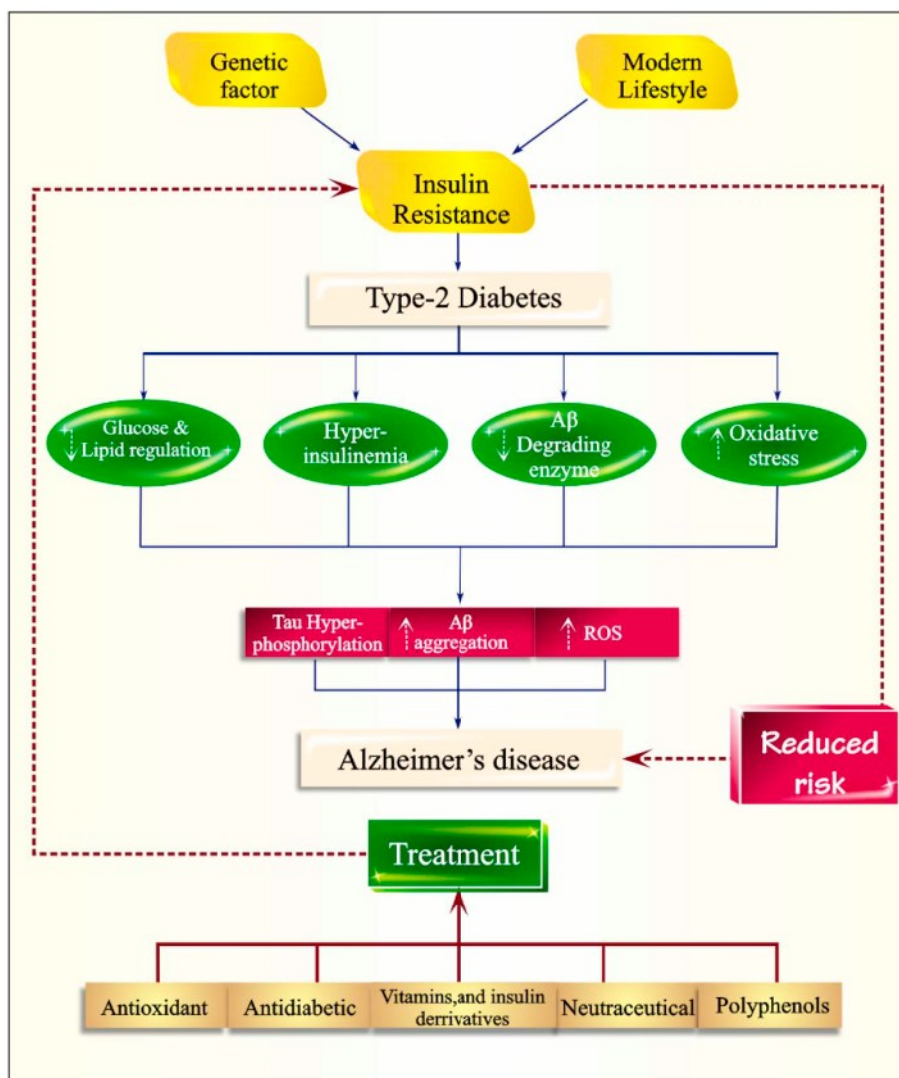 Genetic
factor
Modern
Lifestyle
Insulin
Resistance
Type-2 Diabetes
Glucose &
Lipid regulation
Hyper-
insulinemia
Aβ
Degrading
enzyme
Oxidative
stress
Tau Hyper-
phosphorylation
Aβ
aggregation
ROS
Alzheimer's disease
Reduced
risk
Treatment
Antioxidant
Antidiabetic
Vitamins,and insulin
derrivatives
Neutraceutical
Polyphenols